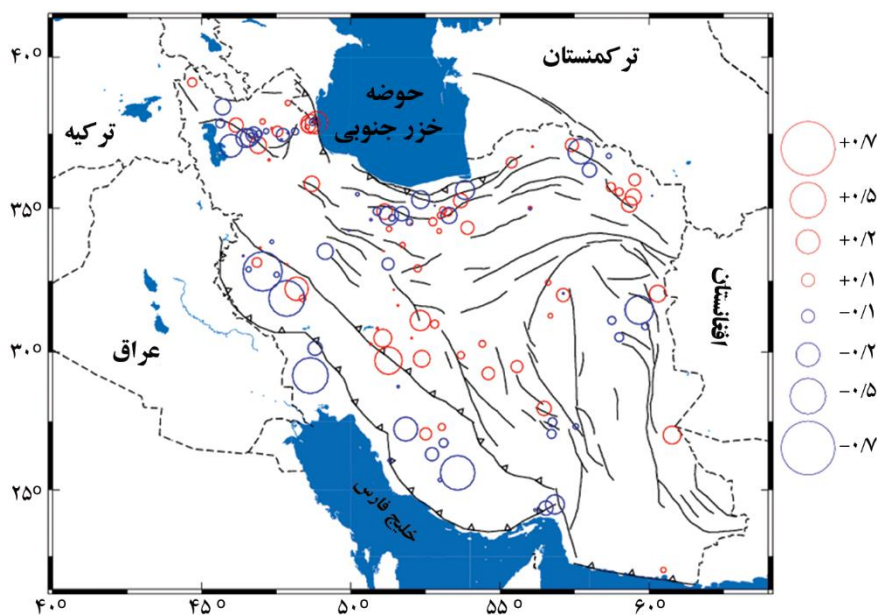 ۴۰°
۳۵°
۳۰°
۲۵°
۴۰°
۴۵°
۵۰°
۵۵°
۶۰°
ترکمنستان
حوضه
خزر جنوبی
ترکیه
عراق
افغانستان
خلیج فارس
+۰/۷
+۰/۵
+۰/۲
+۰/۱
−۰/۱
−۰/۲
−۰/۵
−۰/۷